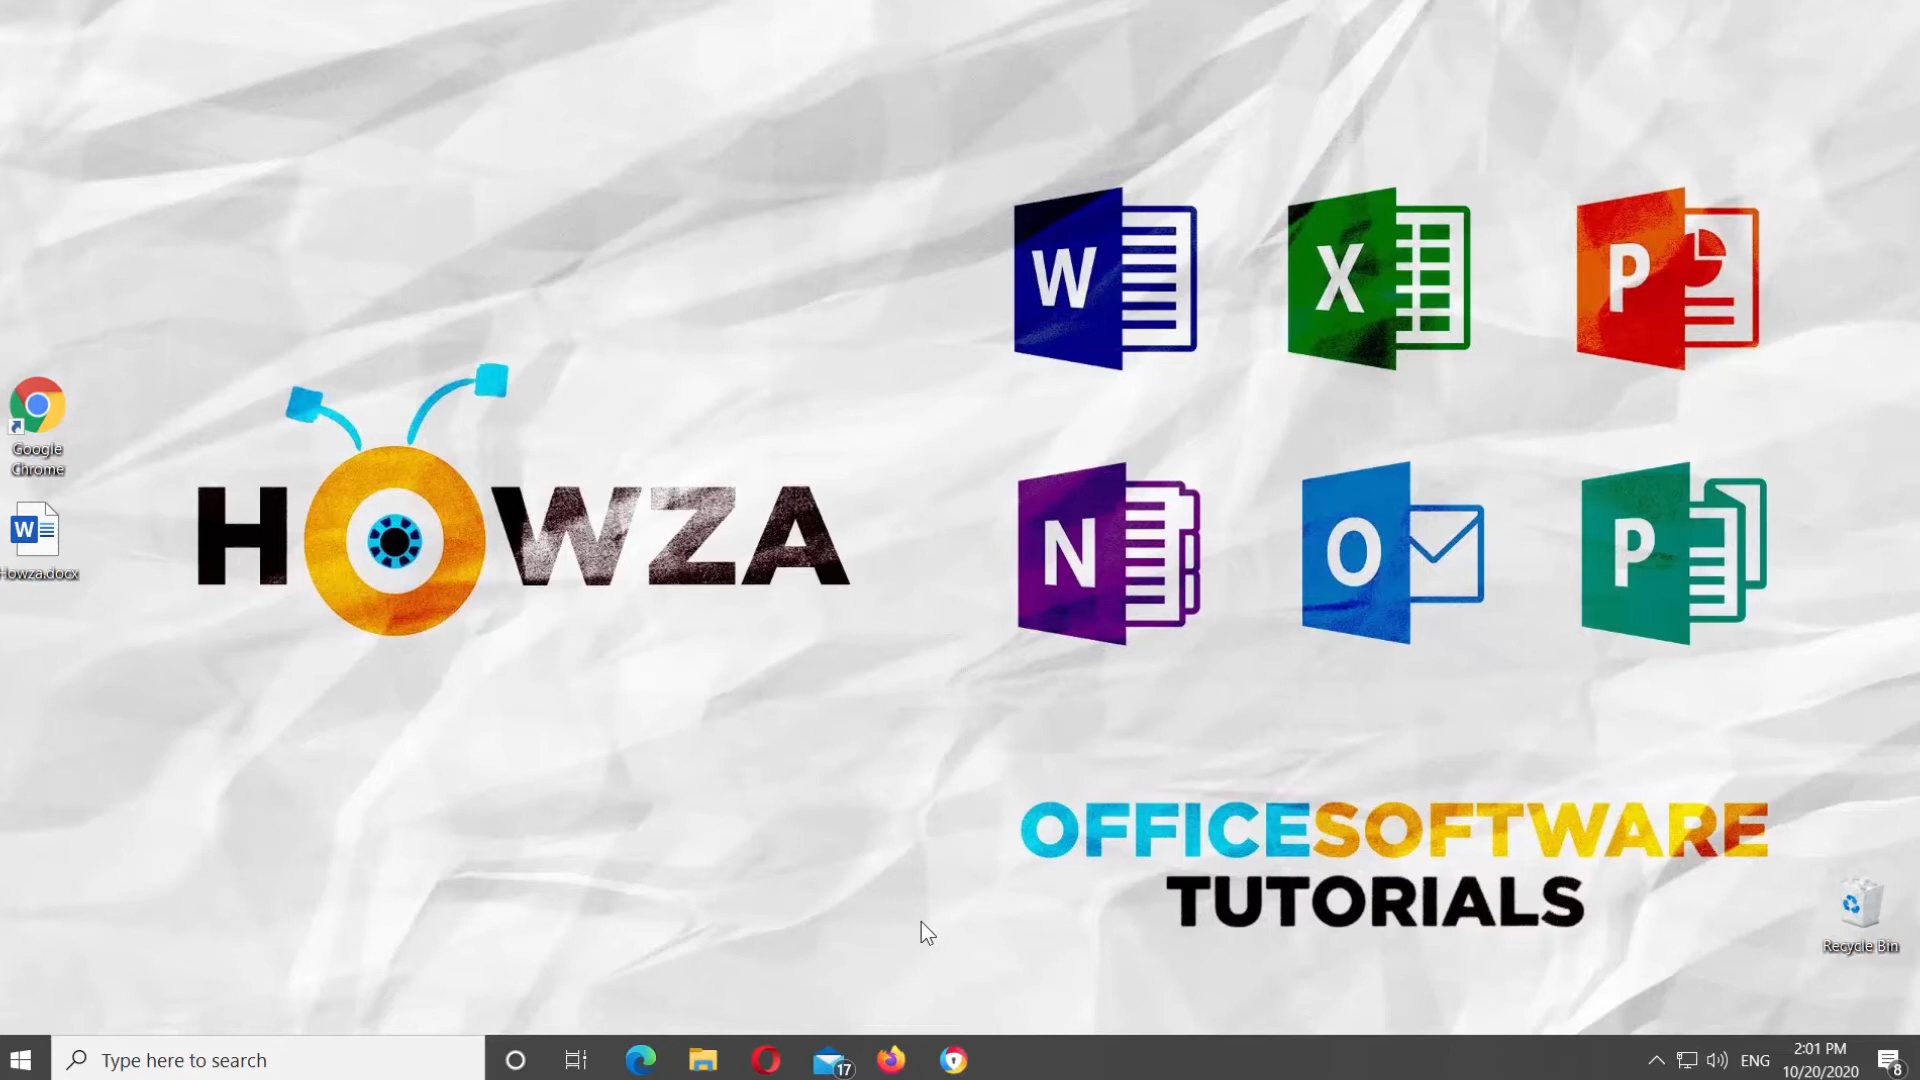 W
X
P
Google
Chrome
HOWZA
W
Howza.docx
N
O
P
OFFICESOFTWARE
TUTORIALS
Recycle Bin
Type here to search
17
ENG
2:01 PM
10/20/2020
8